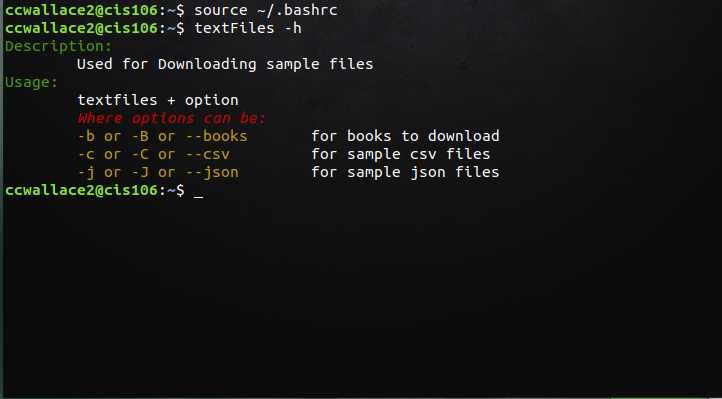 ccwallace2@cis106:~$ source ~/.bashrc
ccwallace2@cis106:~$ textFiles -h
Description:
        Used for Downloading sample files
Usage:
        textfiles + option
        Where options can be:
        -b or -B or --books       for books to download
        -c or -C or --csv         for sample csv files
        -j or -J or --json        for sample json files
ccwallace2@cis106:~$ _